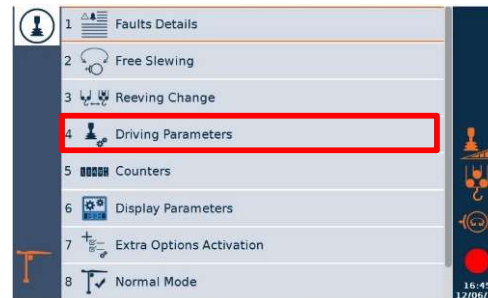 1 Faults Details
2 Free Slewing
3 Reeving Change
4 Driving Parameters
5 Counters
6 Display Parameters
7 Extra Options Activation
8 Normal Mode
16:45
12/06/